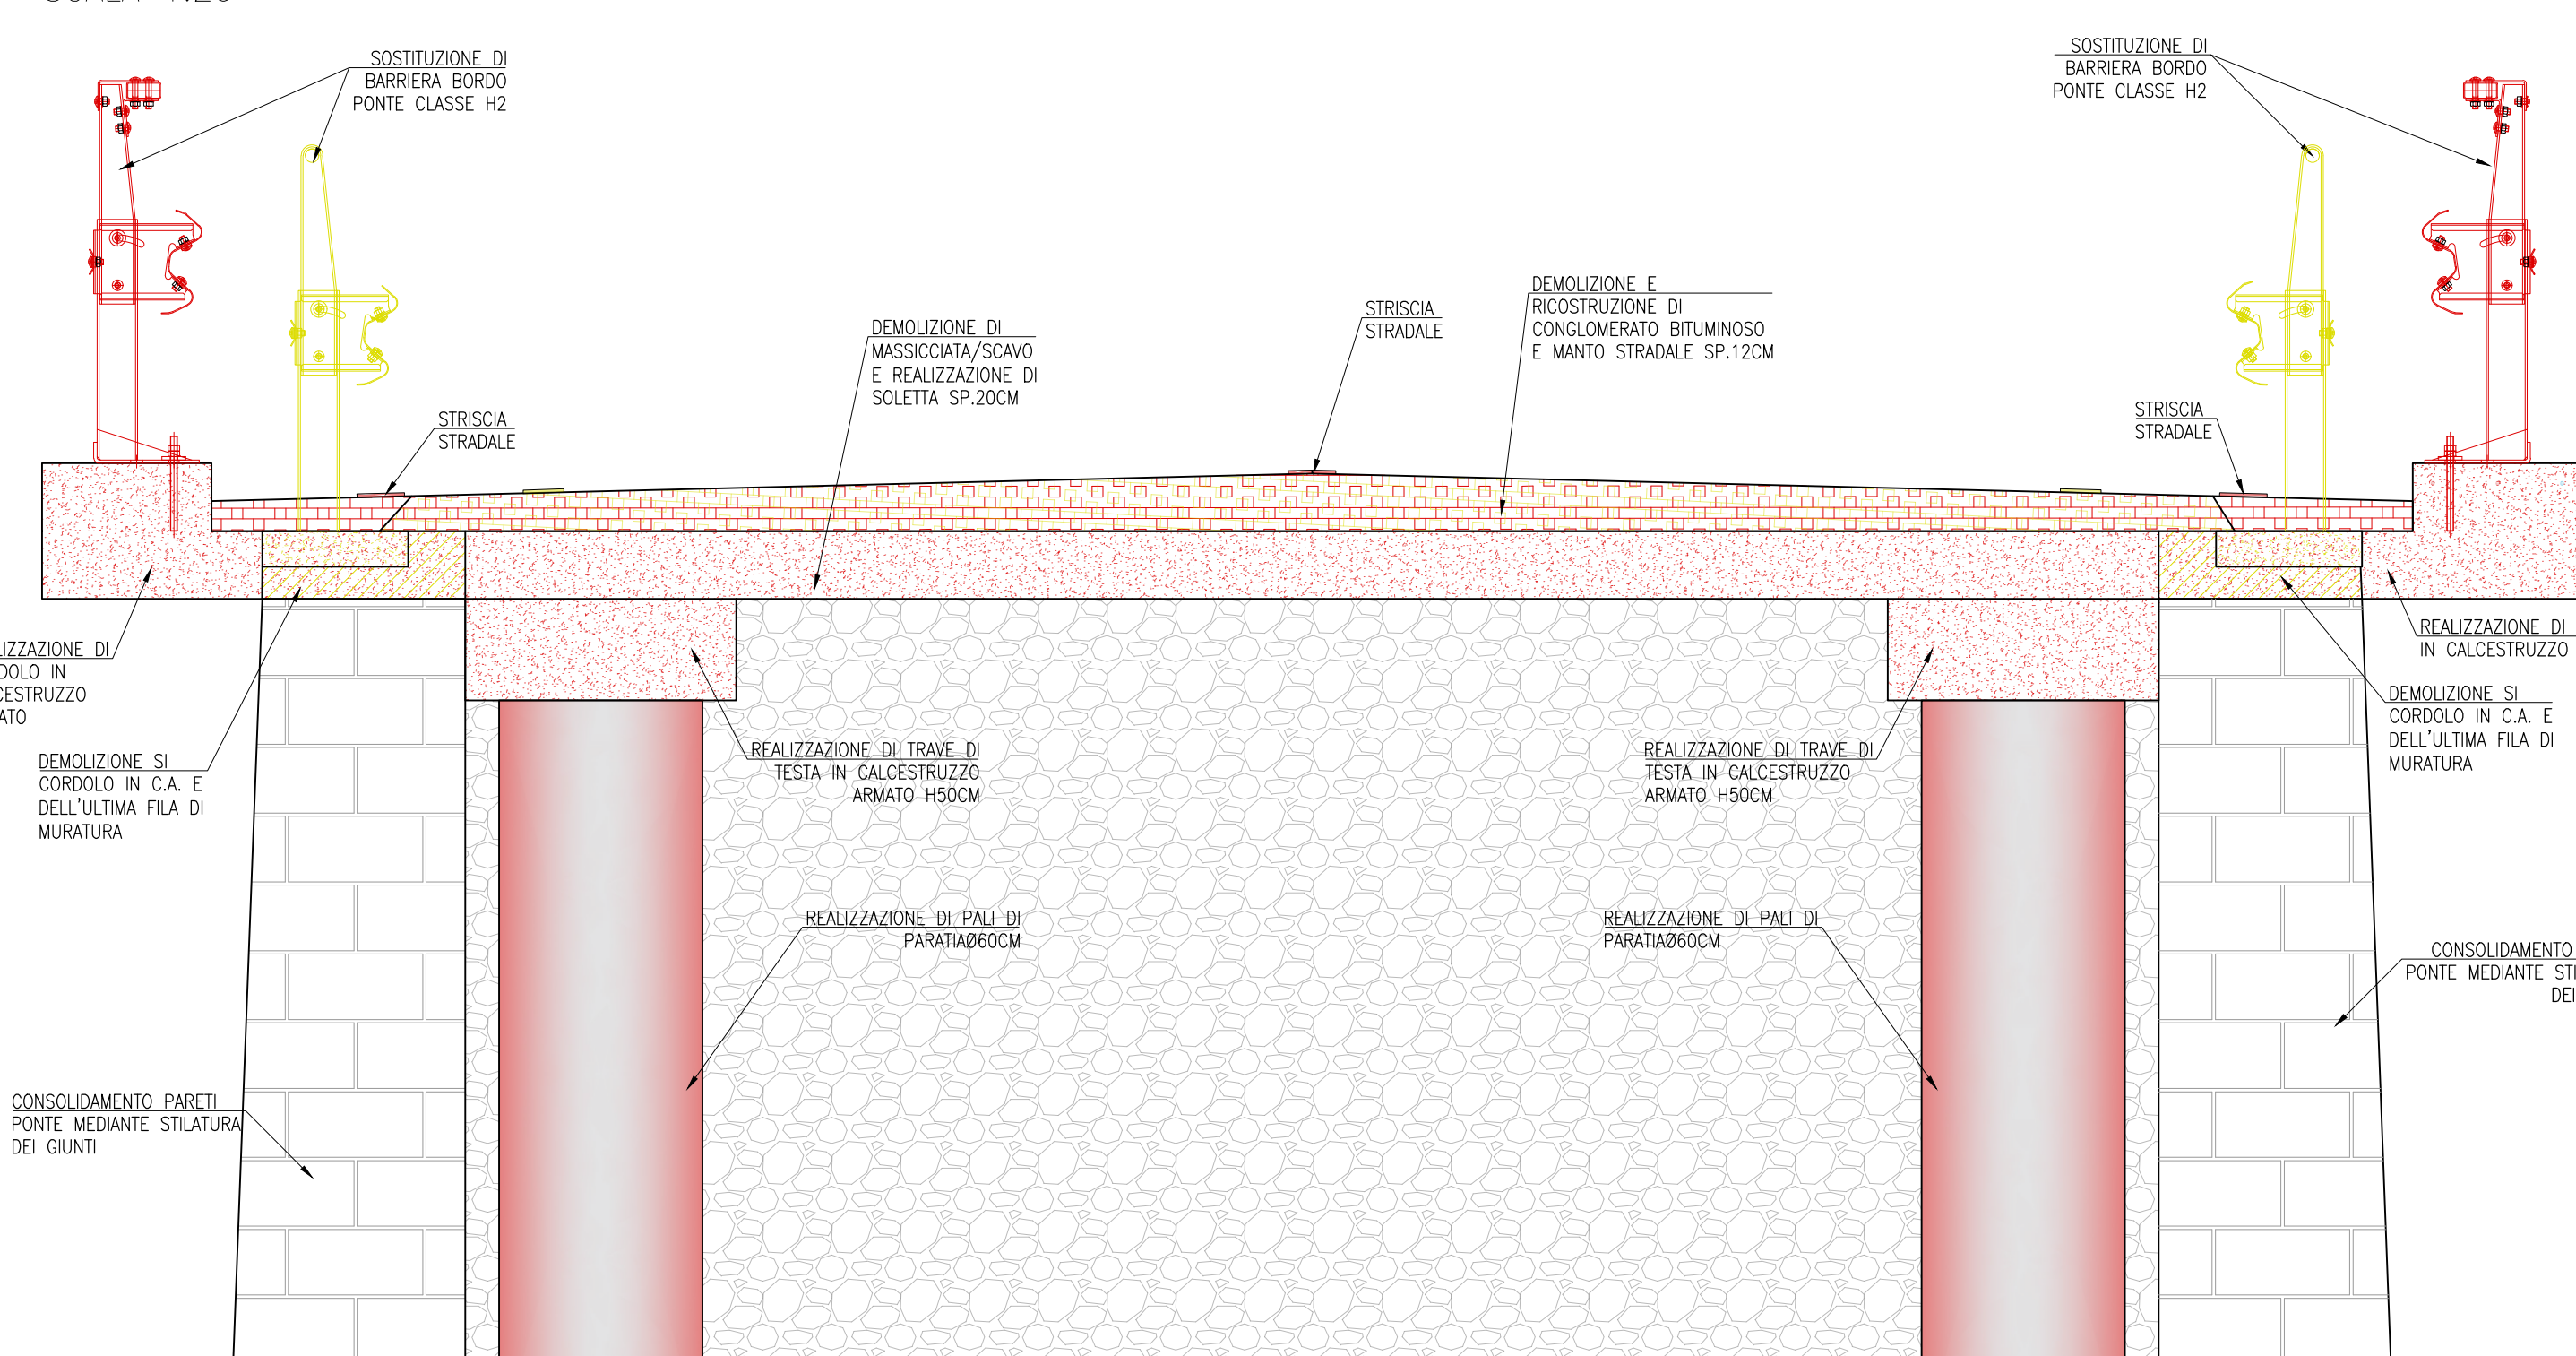 SOSTITUZIONE DI
BARRIERA BORDO
PONTE CLASSE H2
SOSTITUZIONE DI
BARRIERA BORDO
PONTE CLASSE H2
DEMOLIZIONE E
RICOSTRUZIONE DI
CONGLOMERATO BITUMINOSO
E MANTO STRADALE SP.12CM
STRISCIA
STRADALE
DEMOLIZIONE DI
MASSICCIATA/SCAVO
E REALIZZAZIONE DI
SOLETTA SP.20CM
STRISCIA
STRADALE
STRISCIA
STRADALE
LIZZAZIONE DI
DOLO IN
CESTRUZZO
ATO
REALIZZAZIONE DI
IN CALCESTRUZZO
DEMOLIZIONE SI
CORDOLO IN C.A. E
DELL'ULTIMA FILA DI
MURATURA
REALIZZAZIONE DI TRAVE DI
TESTA IN CALCESTRUZZO
ARMATO H50CM
REALIZZAZIONE DI TRAVE DI
TESTA IN CALCESTRUZZO
ARMATO H50CM
DEMOLIZIONE SI
CORDOLO IN C.A. E
DELL'ULTIMA FILA DI
MURATURA
REALIZZAZIONE DI PALI DI
PARATIAØ60CM
REALIZZAZIONE DI PALI DI
PARATIAØ60CM
CONSOLIDAMENTO
PONTE MEDIANTE STI
DEI
CONSOLIDAMENTO PARETI
PONTE MEDIANTE STILATURA
DEI GIUNTI